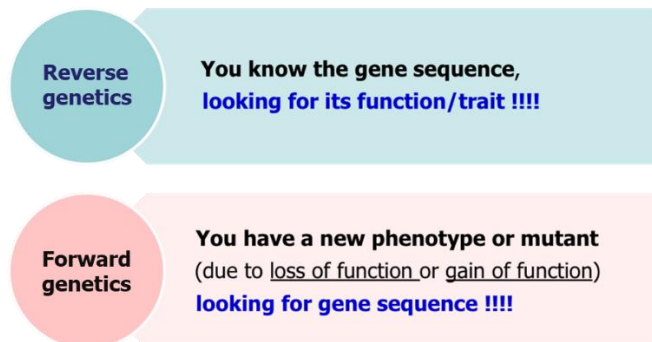 Reverse
genetics
You know the gene sequence,
looking for its function/trait !!!!
Forward
genetics
You have a new phenotype or mutant
(due to loss of function or gain of function)
looking for gene sequence !!!!